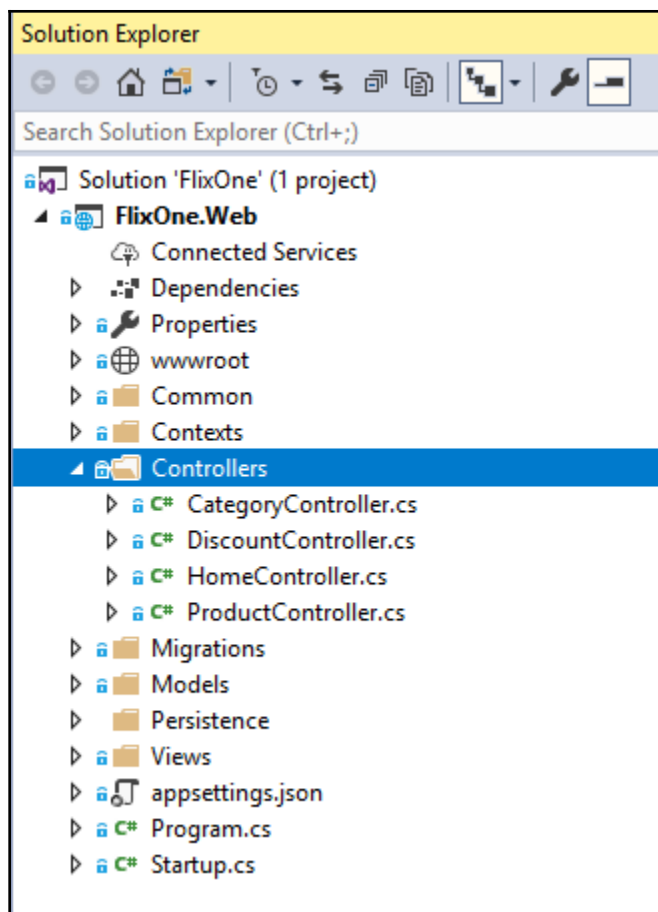 Solution Explorer
Search Solution Explorer (Ctrl+;)
Solution 'FlixOne' (1 project)
FlixOne.Web
Connected Services
Dependencies
Properties
wwwroot
Common
Contexts
Controllers
C# CategoryController.cs
C# DiscountController.cs
C# HomeController.cs
C# ProductController.cs
Migrations
Models
Persistence
Views
appsettings.json
C# Program.cs
C# Startup.cs